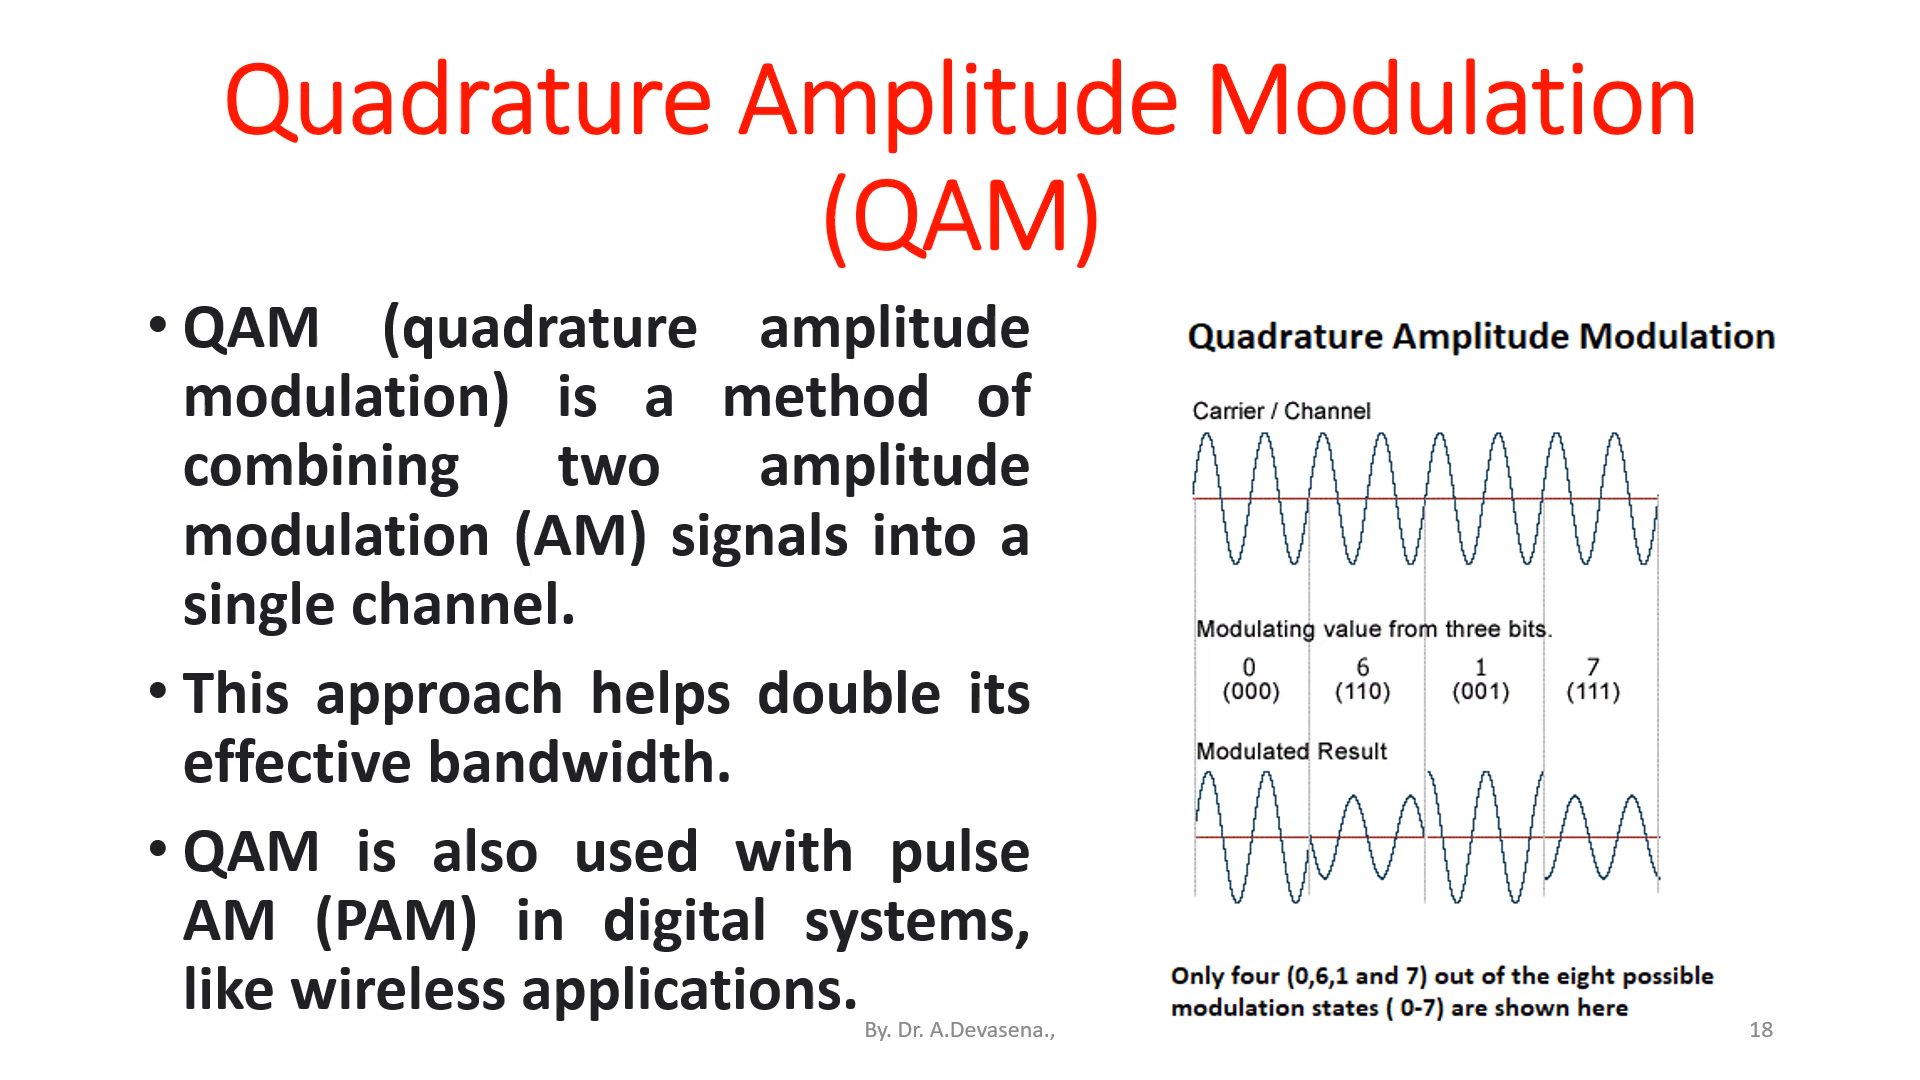 Quadrature Amplitude Modulation
(QAM)
• QAM (quadrature amplitude
modulation) is a method of
combining two amplitude
modulation (AM) signals into a
single channel.
• This approach helps double its
effective bandwidth.
• QAM is also used with pulse
AM (PAM) in digital systems,
like wireless applications.
Quadrature Amplitude Modulation
Carrier / Channel
Modulating value from three bits.
0 6 1 7
(000) (110) (001) (111)
Modulated Result
Only four (0,6,1 and 7) out of the eight possible
modulation states ( 0-7) are shown here
By. Dr. A.Devasena.,
18